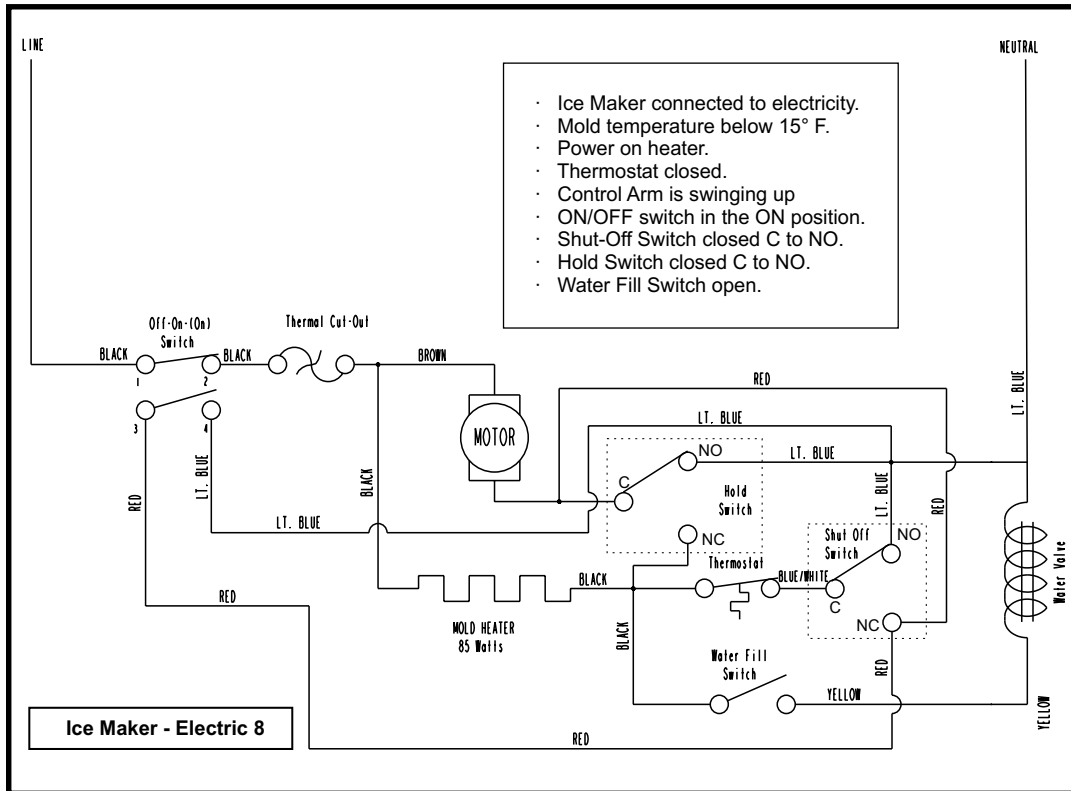 LINE
NEUTRAL
· Ice Maker connected to electricity.
· Mold temperature below 15° F.
· Power on heater.
· Thermostat closed.
· Control Arm is swinging up
· ON/OFF switch in the ON position.
· Shut-Off Switch closed C to NO.
· Hold Switch closed C to NO.
· Water Fill Switch open.
Off-On-(On)
Switch
Thermal Cut-Out
BLACK
BLACK
BROWN
RED
LT. BLUE
1
2
3
4
MOTOR
LT. BLUE
NO
LT. BLUE
C
Hold
Switch
NC
LT. BLUE
RED
BLACK
LT. BLUE
LT. BLUE
RED
Shut Off
Switch
NO
Thermostat
BLUE/WHITE
C
NC
Water Valve
BLACK
RED
MOLD HEATER
85 Watts
BLACK
Water Fill
Switch
RED
YELLOW
YELLOW
RED
Ice Maker - Electric 8